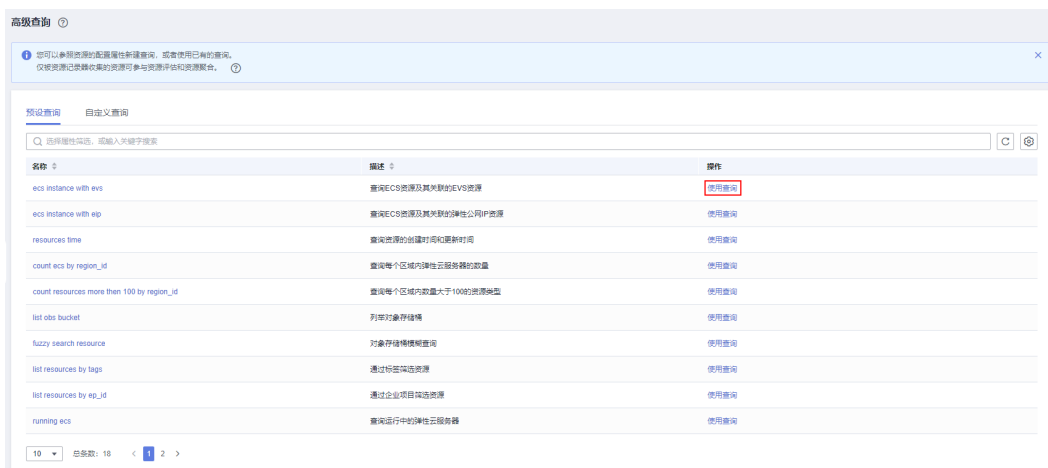 高级查询
您可以参照资源的配置属性新建查询，或者使用已有的查询。
仅被资源记录器收集的资源可参与资源评估和资源聚合。
预设查询 自定义查询
选择属性筛选，或输入关键字搜索
名称 描述 操作
ecs instance with evs 查询ECS资源及其关联的EVS资源 使用查询
ecs instance with eip 查询ECS资源及其关联的弹性公网IP资源 使用查询
resources time 查询资源的创建时间和更新时间 使用查询
count ecs by region_id 查询每个区域内弹性云服务器的数量 使用查询
count resources more then 100 by region_id 查询每个区域内数量大于100的资源类型 使用查询
list obs bucket 列举对象存储桶 使用查询
fuzzy search resource 对象存储桶模糊查询 使用查询
list resources by tags 通过标签筛选资源 使用查询
list resources by ep_id 通过企业项目筛选资源 使用查询
running ecs 查询运行中的弹性云服务器 使用查询
10 总条数：18 < 1 2 >